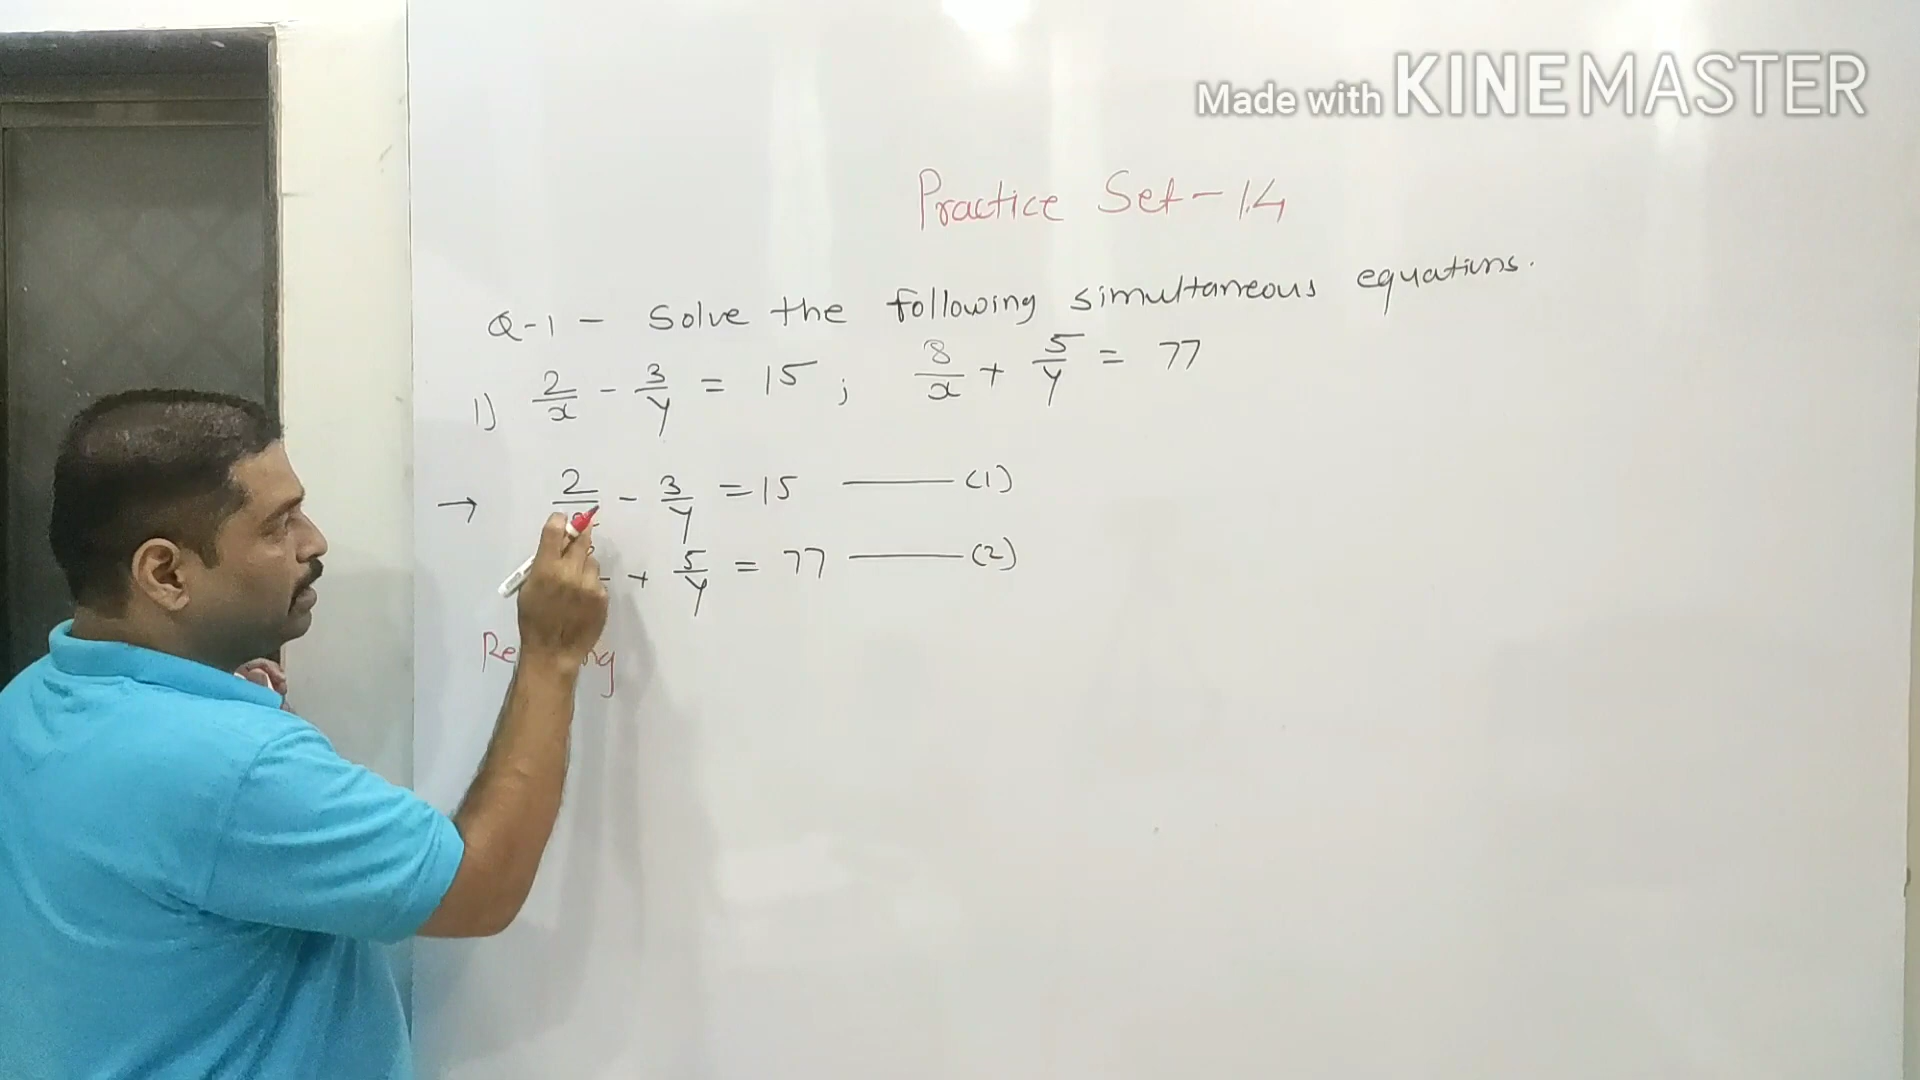 Made with KINEMASTER
Practice Set - 1.4
Q-1 - Solve the following simultaneous equations.
1) 2/x - 3/y = 15 ; 8/x + 5/y = 77
→ 2/x - 3/y = 15 —— (1)
+ 5/y = 77 —— (2)